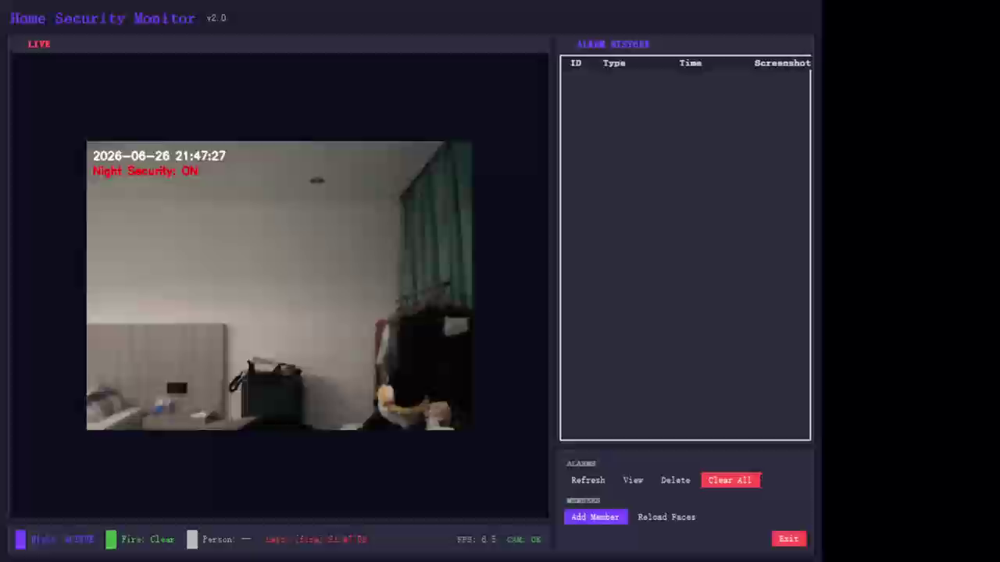 Home Security Monitor v2.0
LIVE
ALARM HISTORY
ID Type Time Screenshot
2026-06-26 21:47:27
Night Security: ON
ALARMS
Refresh View Delete Clear All
Add Member Reload Faces
Night: ACTIVE Fire: Clear Person: — FPS: 6.5 CAM: OK
Exit